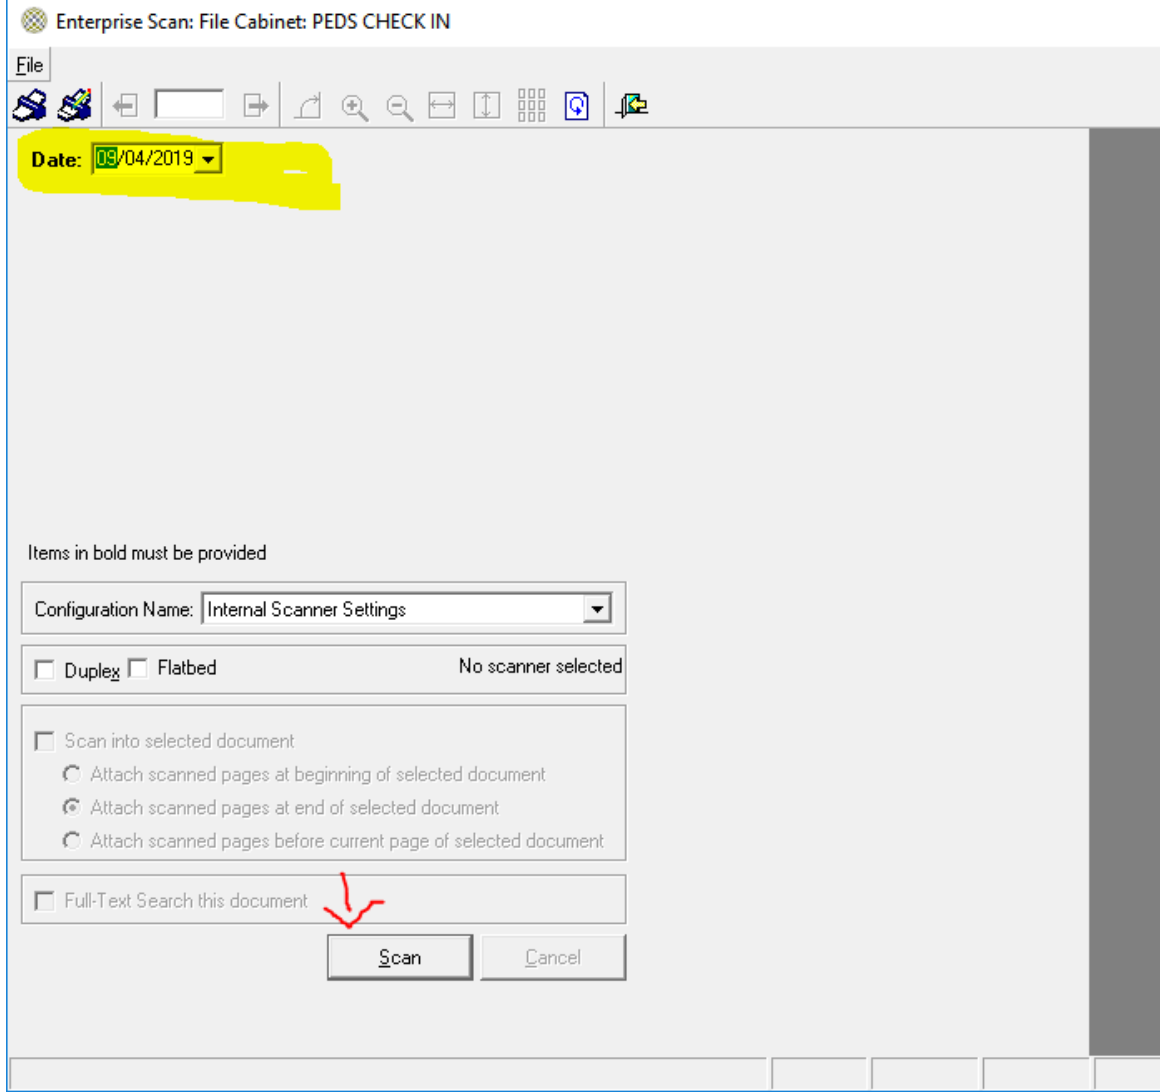 Enterprise Scan: File Cabinet: PEDS CHECK IN
File
Date: 09/04/2019
Items in bold must be provided
Configuration Name: Internal Scanner Settings
Duplex Flatbed No scanner selected
Scan into selected document
Attach scanned pages at beginning of selected document
Attach scanned pages at end of selected document
Attach scanned pages before current page of selected document
Full-Text Search this document
Scan Cancel